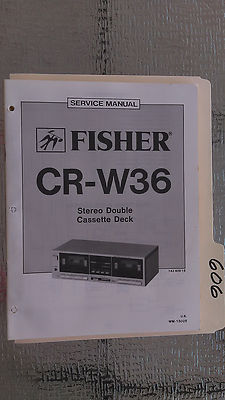 SERVICE MANUAL
FISHER®
CR-W36
Stereo Double
Cassette Deck
U.K.
606